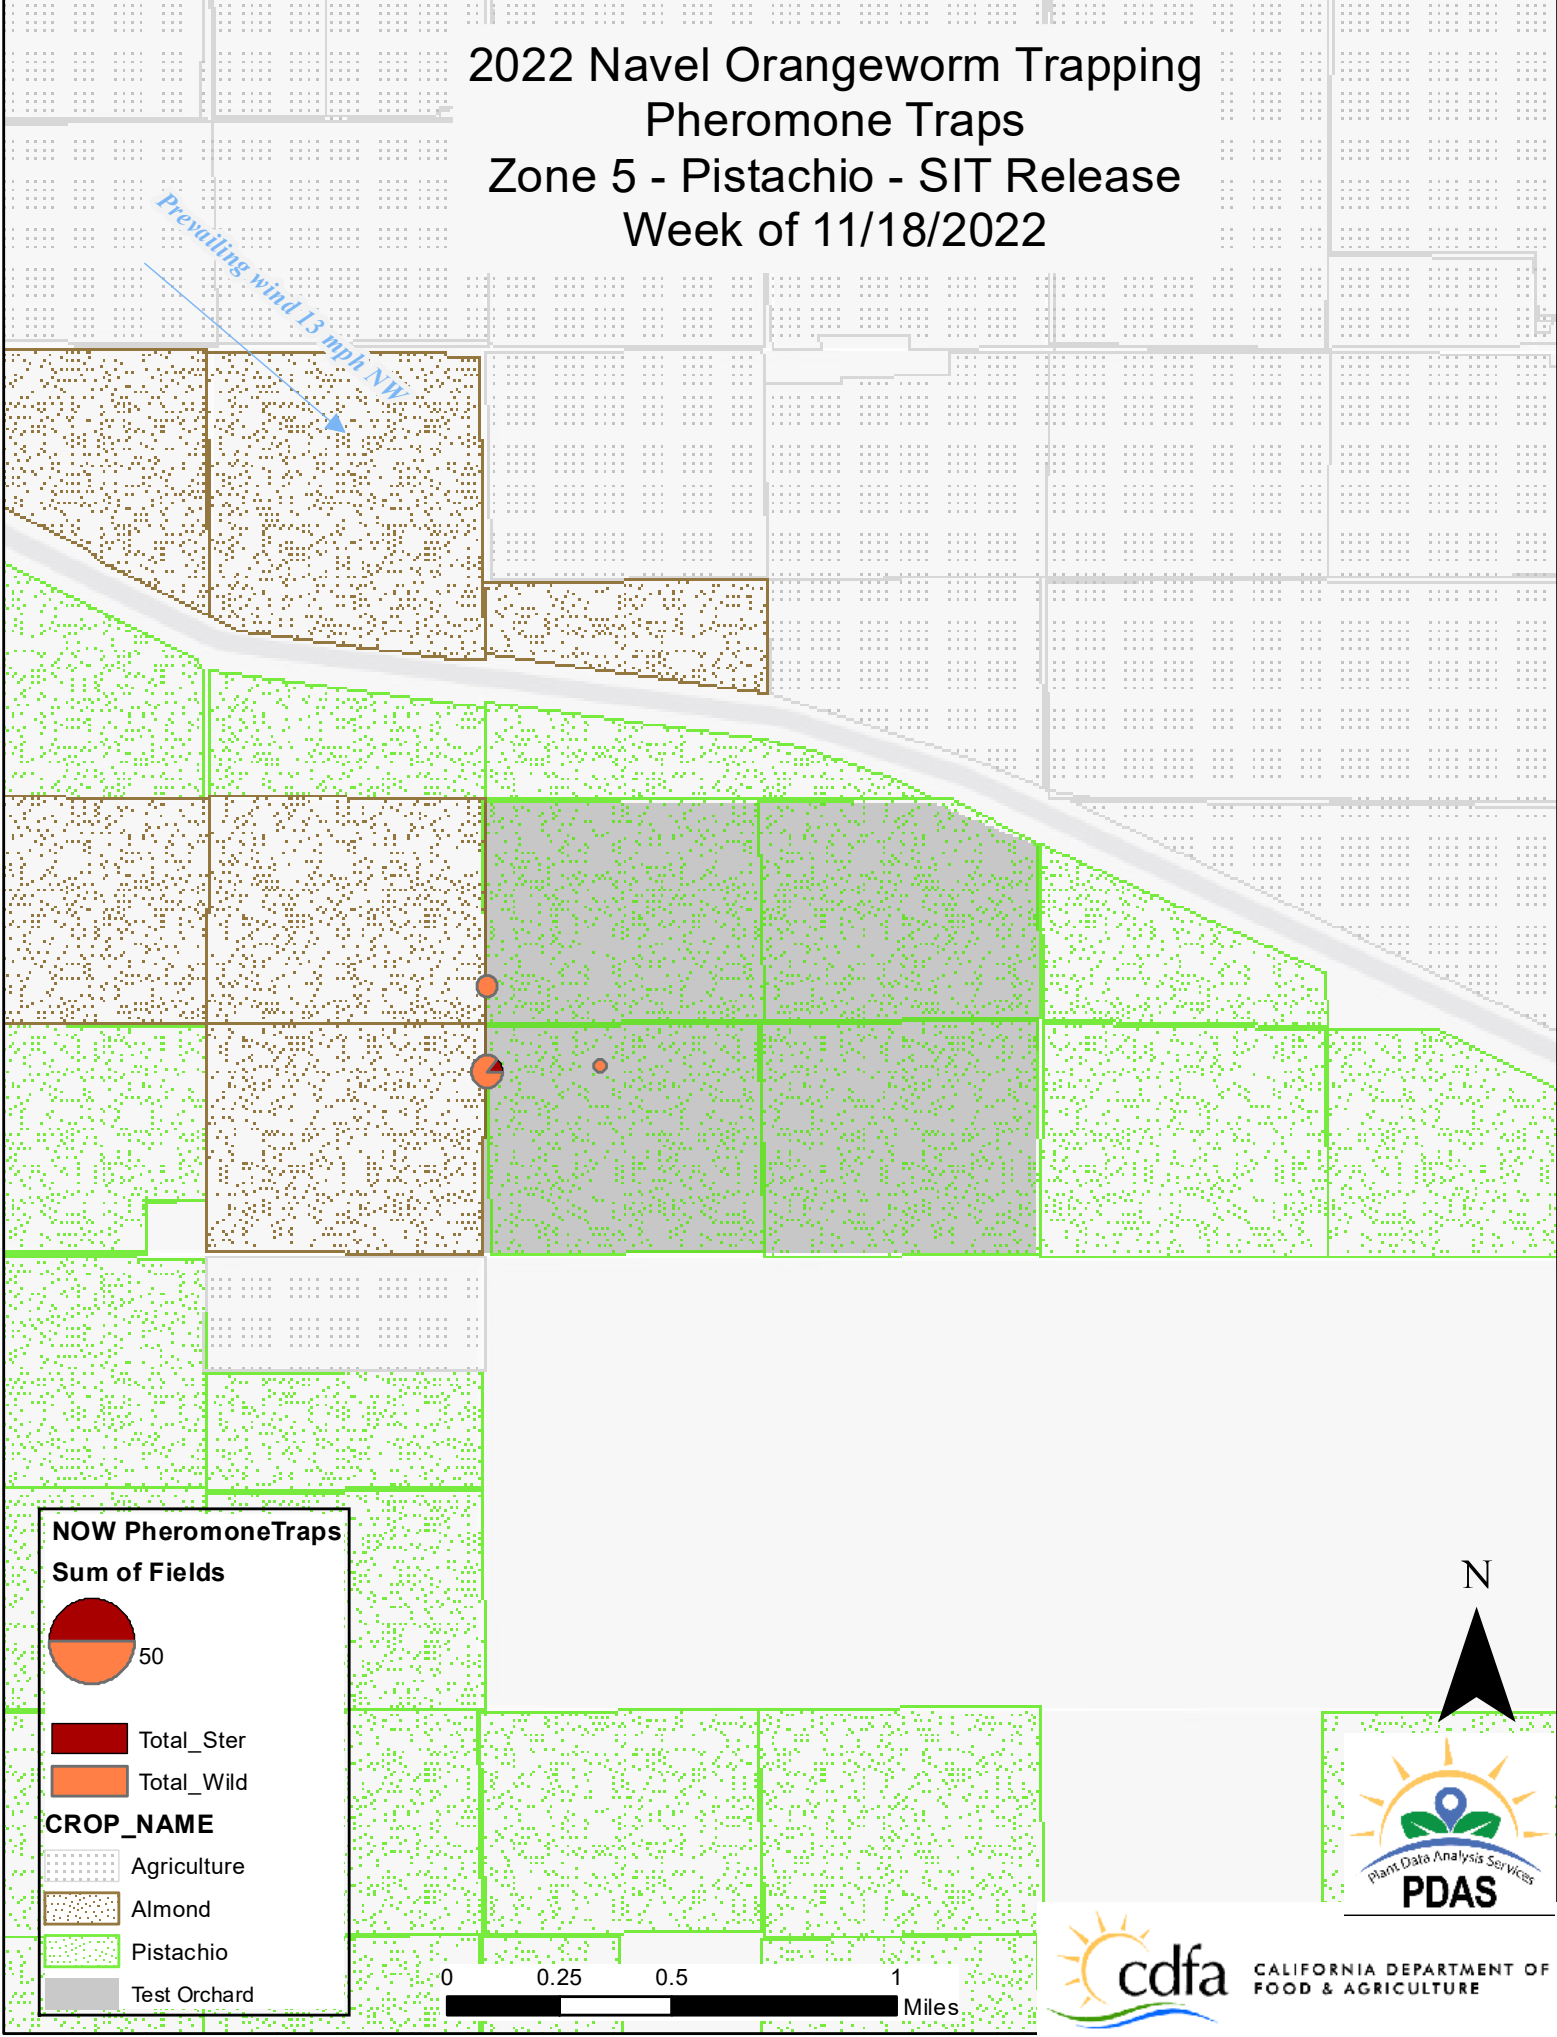 2022 Navel Orangeworm Trapping
Pheromone Traps
Zone 5 - Pistachio - SIT Release
Week of 11/18/2022
Prevailing wind 13 mph NW
NOW PheromoneTraps
Sum of Fields
50
Total_Ster
Total_Wild
CROP_NAME
Agriculture
Almond
Pistachio
Test Orchard
0 0.25 0.5 1
Miles
N
Plant Data Analysis Services
PDAS
cdfa
CALIFORNIA DEPARTMENT OF
FOOD & AGRICULTURE